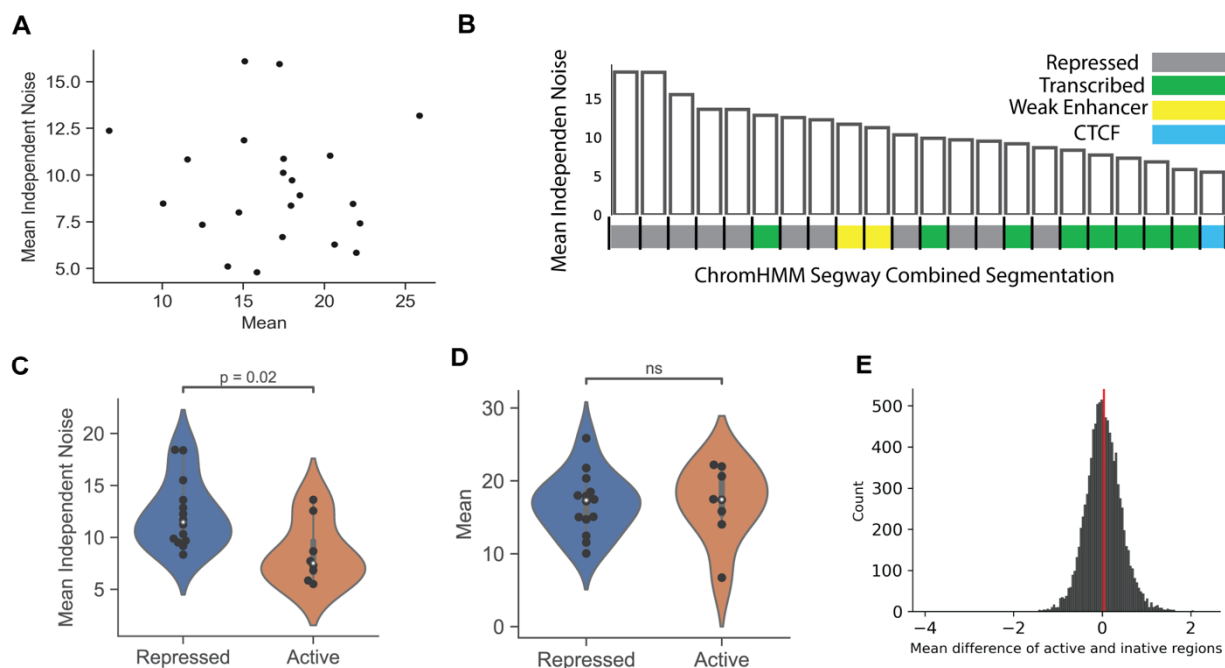 A
Mean Independent Noise
15.0
12.5
10.0
7.5
5.0
10
15
20
25
Mean
B
Mean Independen Noise
15
10
5
0
Repressed
Transcribed
Weak Enhancer
CTCF
ChromHMM Segway Combined Segmentation
C
p = 0.02
Mean Independent Noise
20
15
10
5
Repressed
Active
D
ns
Mean
30
20
10
0
Repressed
Active
E
Count
500
400
300
200
100
0
−4
−2
0
2
Mean difference of active and inative regions